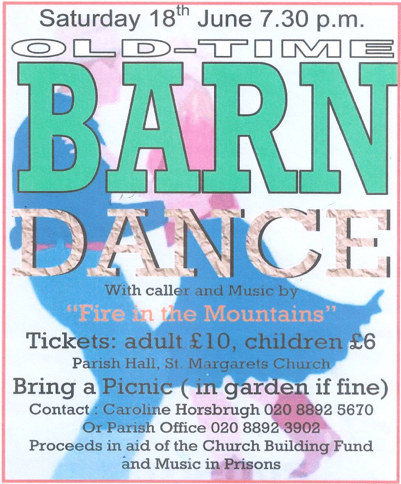 Saturday 18th June 7.30 p.m.
OLD-TIME
BARN
DANCE
With caller and Music by
"Fire in the Mountains"
Tickets: adult £10, children £6
Parish Hall, St. Margarets Church
Bring a Picnic ( in garden if fine)
Contact : Caroline Horsbrugh 020 8892 5670
Or Parish Office 020 8892 3902
Proceeds in aid of the Church Building Fund
and Music in Prisons